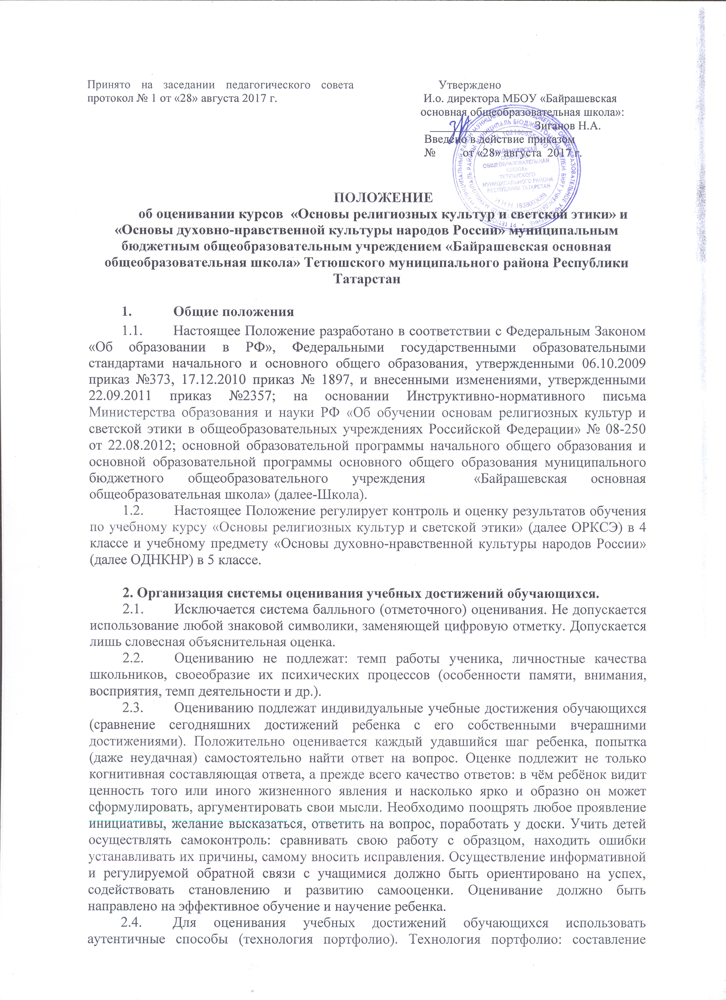 Принято на заседании педагогического совета
протокол № 1 от «28» августа 2017 г.
Утверждено
И.о. директора МБОУ «Байрашевская
основная общеобразовательная школа»:
Зиганов Н.А.
Введено в действие приказом
№ от «28» августа 2017 г.
«БАЙРАШЕВСКАЯ
ОСНОВНАЯ
ОБЩЕОБРАЗОВАТЕЛЬНАЯ
ШКОЛА»
ТЕТЮШСКОГО
МУНИЦИПАЛЬНОГО РАЙОНА
РЕСПУБЛИКИ ТАТАРСТАН
ПОЛОЖЕНИЕ
об оценивании курсов «Основы религиозных культур и светской этики» и
«Основы духовно-нравственной культуры народов России» муниципальным
бюджетным общеобразовательным учреждением «Байрашевская основная
общеобразовательная школа» Тетюшского муниципального района Республики
Татарстан
1. Общие положения
1.1. Настоящее Положение разработано в соответствии с Федеральным Законом
«Об образовании в РФ», Федеральными государственными образовательными
стандартами начального и основного общего образования, утвержденными 06.10.2009
приказ №373, 17.12.2010 приказ № 1897, и внесенными изменениями, утвержденными
22.09.2011 приказ №2357; на основании Инструктивно-нормативного письма
Министерства образования и науки РФ «Об обучении основам религиозных культур и
светской этики в общеобразовательных учреждениях Российской Федерации» № 08-250
от 22.08.2012; основной образовательной программы начального общего образования и
основной образовательной программы основного общего образования муниципального
бюджетного общеобразовательного учреждения «Байрашевская основная
общеобразовательная школа» (далее-Школа).
1.2. Настоящее Положение регулирует контроль и оценку результатов обучения
по учебному курсу «Основы религиозных культур и светской этики» (далее ОРКСЭ) в 4
классе и учебному предмету «Основы духовно-нравственной культуры народов России»
(далее ОДНКНР) в 5 классе.
2. Организация системы оценивания учебных достижений обучающихся.
2.1. Исключается система балльного (отметочного) оценивания. Не допускается
использование любой знаковой символики, заменяющей цифровую отметку. Допускается
лишь словесная объяснительная оценка.
2.2. Оцениванию не подлежат: темп работы ученика, личностные качества
школьников, своеобразие их психических процессов (особенности памяти, внимания,
восприятия, темп деятельности и др.).
2.3. Оцениванию подлежат индивидуальные учебные достижения обучающихся
(сравнение сегодняшних достижений ребенка с его собственными вчерашними
достижениями). Положительно оценивается каждый удавшийся шаг ребенка, попытка
(даже неудачная) самостоятельно найти ответ на вопрос. Оценке подлежит не только
когнитивная составляющая ответа, а прежде всего качество ответов: в чём ребёнок видит
ценность того или иного жизненного явления и насколько ярко и образно он может
сформулировать, аргументировать свои мысли. Необходимо поощрять любое проявление
инициативы, желание высказаться, ответить на вопрос, поработать у доски. Учить детей
осуществлять самоконтроль: сравнивать свою работу с образцом, находить ошибки
устанавливать их причины, самому вносить исправления. Осуществление информативной
и регулируемой обратной связи с учащимися должно быть ориентировано на успех,
содействовать становлению и развитию самооценки. Оценивание должно быть
направлено на эффективное обучение и научение ребенка.
2.4. Для оценивания учебных достижений обучающихся использовать
аутентичные способы (технология портфолио). Технология портфолио: составление